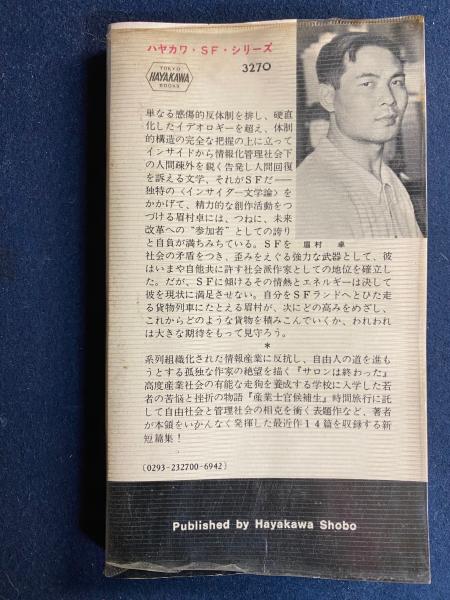 ハヤカワ・SF・シリーズ
TOKYO
HAYAKAWA
BOOKS
3270
単なる感傷的反体制を排し、硬直
化したイデオロギーを超え、体制
的構造の完全な把握の上に立って
インサイドから情報化管理社会下
の人間疎外を鋭く告発し人間回復
を訴える文学、それがSFだ——
独特の〈インサイダー文学論〉を
かかげて、精力的な創作活動をつ
づける眉村卓には、つねに、未来
改革への“参加者”としての誇り
と自負が満ちみちている。SFを
眉村 卓
社会の矛盾をつき、歪みをえぐる強力な武器として、彼
はいまや自他共に許す社会派作家としての地位を確立し
た。だが、SFに傾けるその情熱とエネルギーは決して
彼を現状に満足させない。自分をSFランドへとひた走
る貨物列車にたとえる眉村が、次にどの高みをめざし、
これからどのような貨物を積みこんでいくか、われわれ
は大きな期待をもって見守ろう。
*
系列組織化された情報産業に反抗し、自由人の道を進も
うとする孤独な作家の絶望を描く『サロンは終わった』
高度産業社会の有能な走狗を養成する学校に入学した若
者の苦悩と挫折の物語『産業士官候補生』時間旅行に託
して自由社会と管理社会の相克を衝く表題作など、著者
が本領をいかんなく発揮した最近作14篇を収録する新
短篇集!
(0293-232700-6942)
Published by Hayakawa Shobo